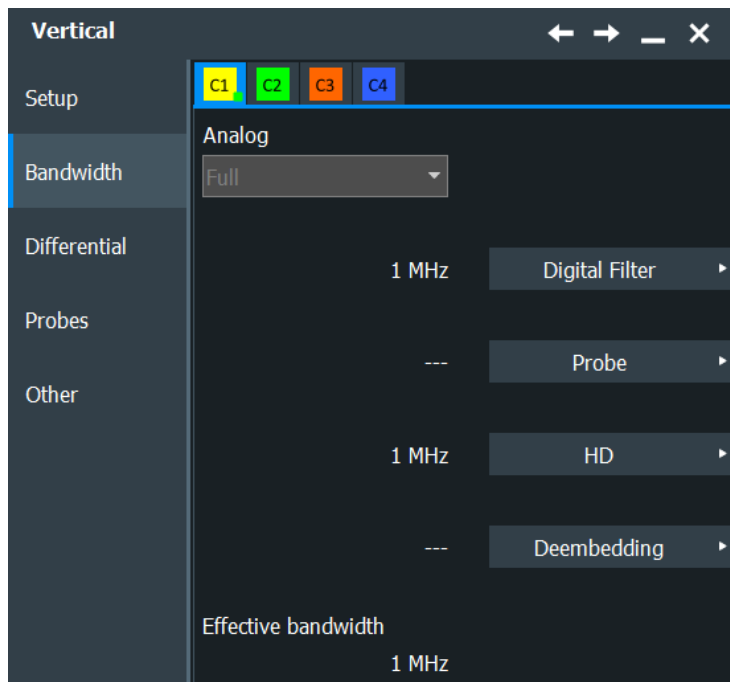 Vertical
Setup
Bandwidth
Differential
Probes
Other
C1 C2 C3 C4
Analog
Full
1 MHz Digital Filter
--- Probe
1 MHz HD
--- Deembedding
Effective bandwidth
1 MHz